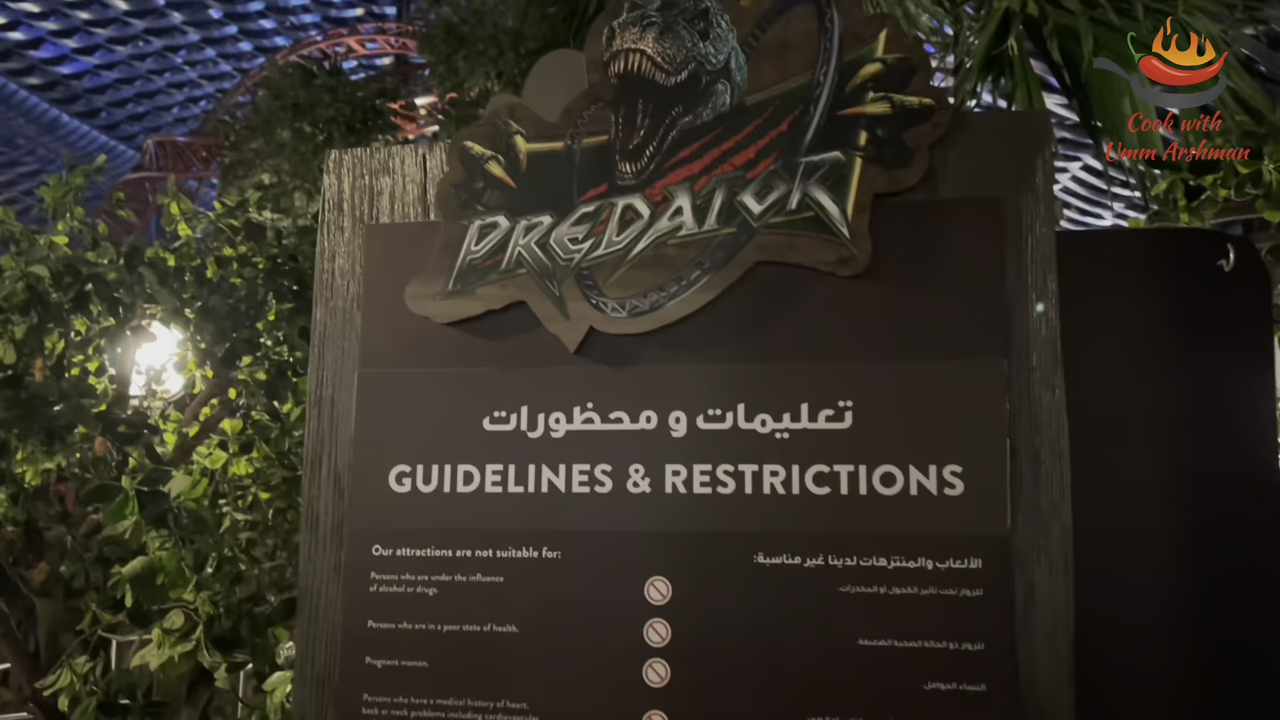 Cook with
Umm Arshman
PREDATOR
تعليمات و محظورات
GUIDELINES & RESTRICTIONS
Our attractions are not suitable for:
الألعاب والمنتزهات لدينا غير مناسبة:
Persons who are under the influence
of alcohol or drugs.
للزوار تحت تأثير الكحول أو المخدرات.
Persons who are in a poor state of health.
للزوار ذو الحالة الصحية الضعيفة.
Pregnant women.
النساء الحوامل.
Persons who have a medical history of heart,
back or neck problems including cardiovascular